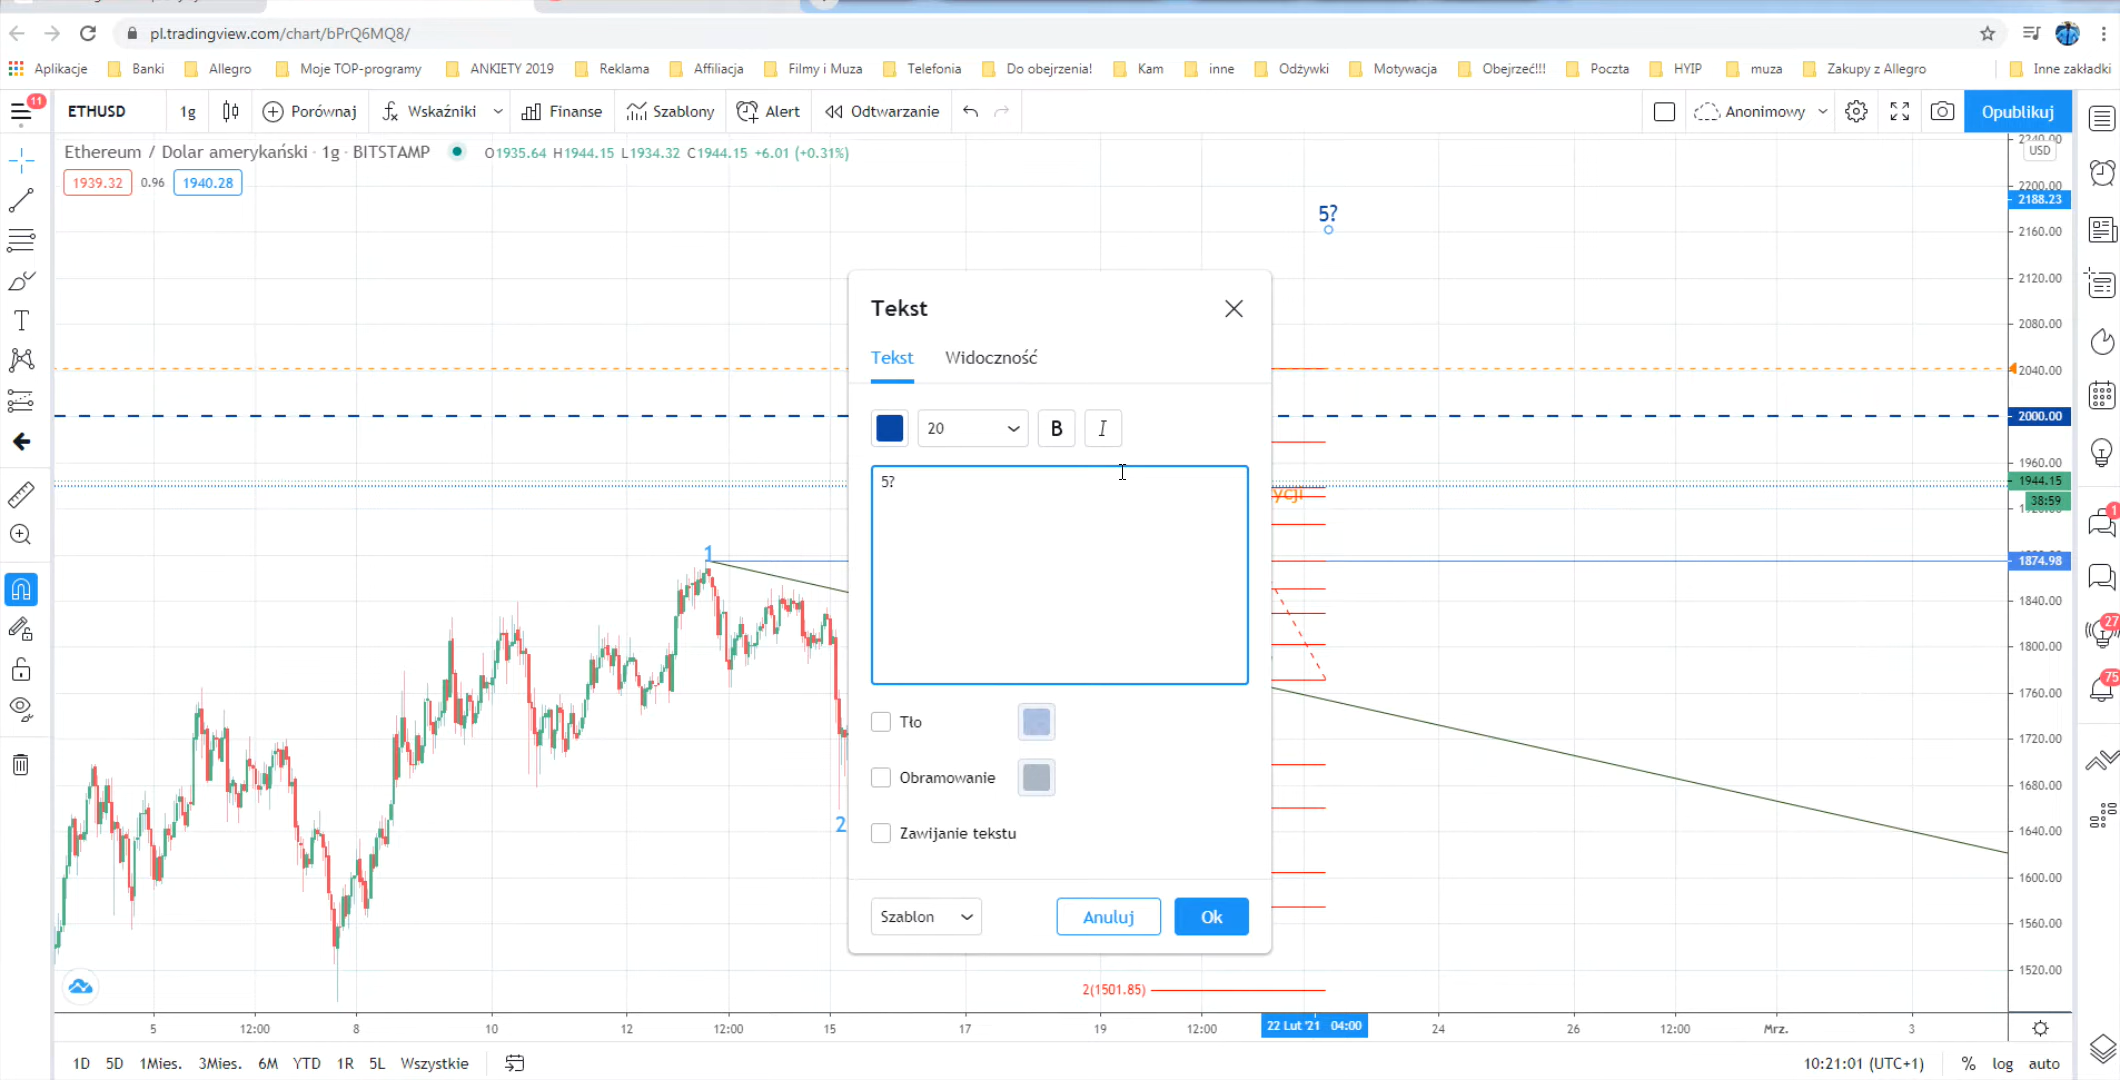 pl.tradingview.com/chart/bPrQ6MQ8/
Aplikacje Banki Allegro Moje TOP-programy ANKIETY 2019 Reklama Affiliacja Filmy i Muza Telefonia Do obejrzenia! Kam inne Odżywki Motywacja Obejrzeć!!! Poczta HYIP muza Zakupy z Allegro Inne zakładki
11 ETHUSD 1g Porównaj Wskaźniki Finanse Szablony Alert Odtwarzanie Anonimowy Opublikuj
Ethereum / Dolar amerykański · 1g · BITSTAMP O1935.64 H1944.15 L1934.32 C1944.15 +6.01 (+0.31%)
1939.32 0.96 1940.28
2240.00
USD
2200.00
2188.23
2160.00
2120.00
2080.00
2040.00
2000.00
1960.00
1944.15
38:59
1874.98
1840.00
1800.00
1760.00
1720.00
1680.00
1640.00
1600.00
1560.00
1520.00
5?
Tekst
Tekst Widoczność
20 B I
5?
Tło
Obramowanie
Zawijanie tekstu
Szablon Anuluj Ok
ycji
1
2
2(1501.85)
1
27
75
5 12:00 8 10 12 12:00 15 17 19 12:00 22 Lut '21 04:00 24 26 12:00 Mrz. 3
1D 5D 1Mies. 3Mies. 6M YTD 1R 5L Wszystkie 10:21:01 (UTC+1) % log auto